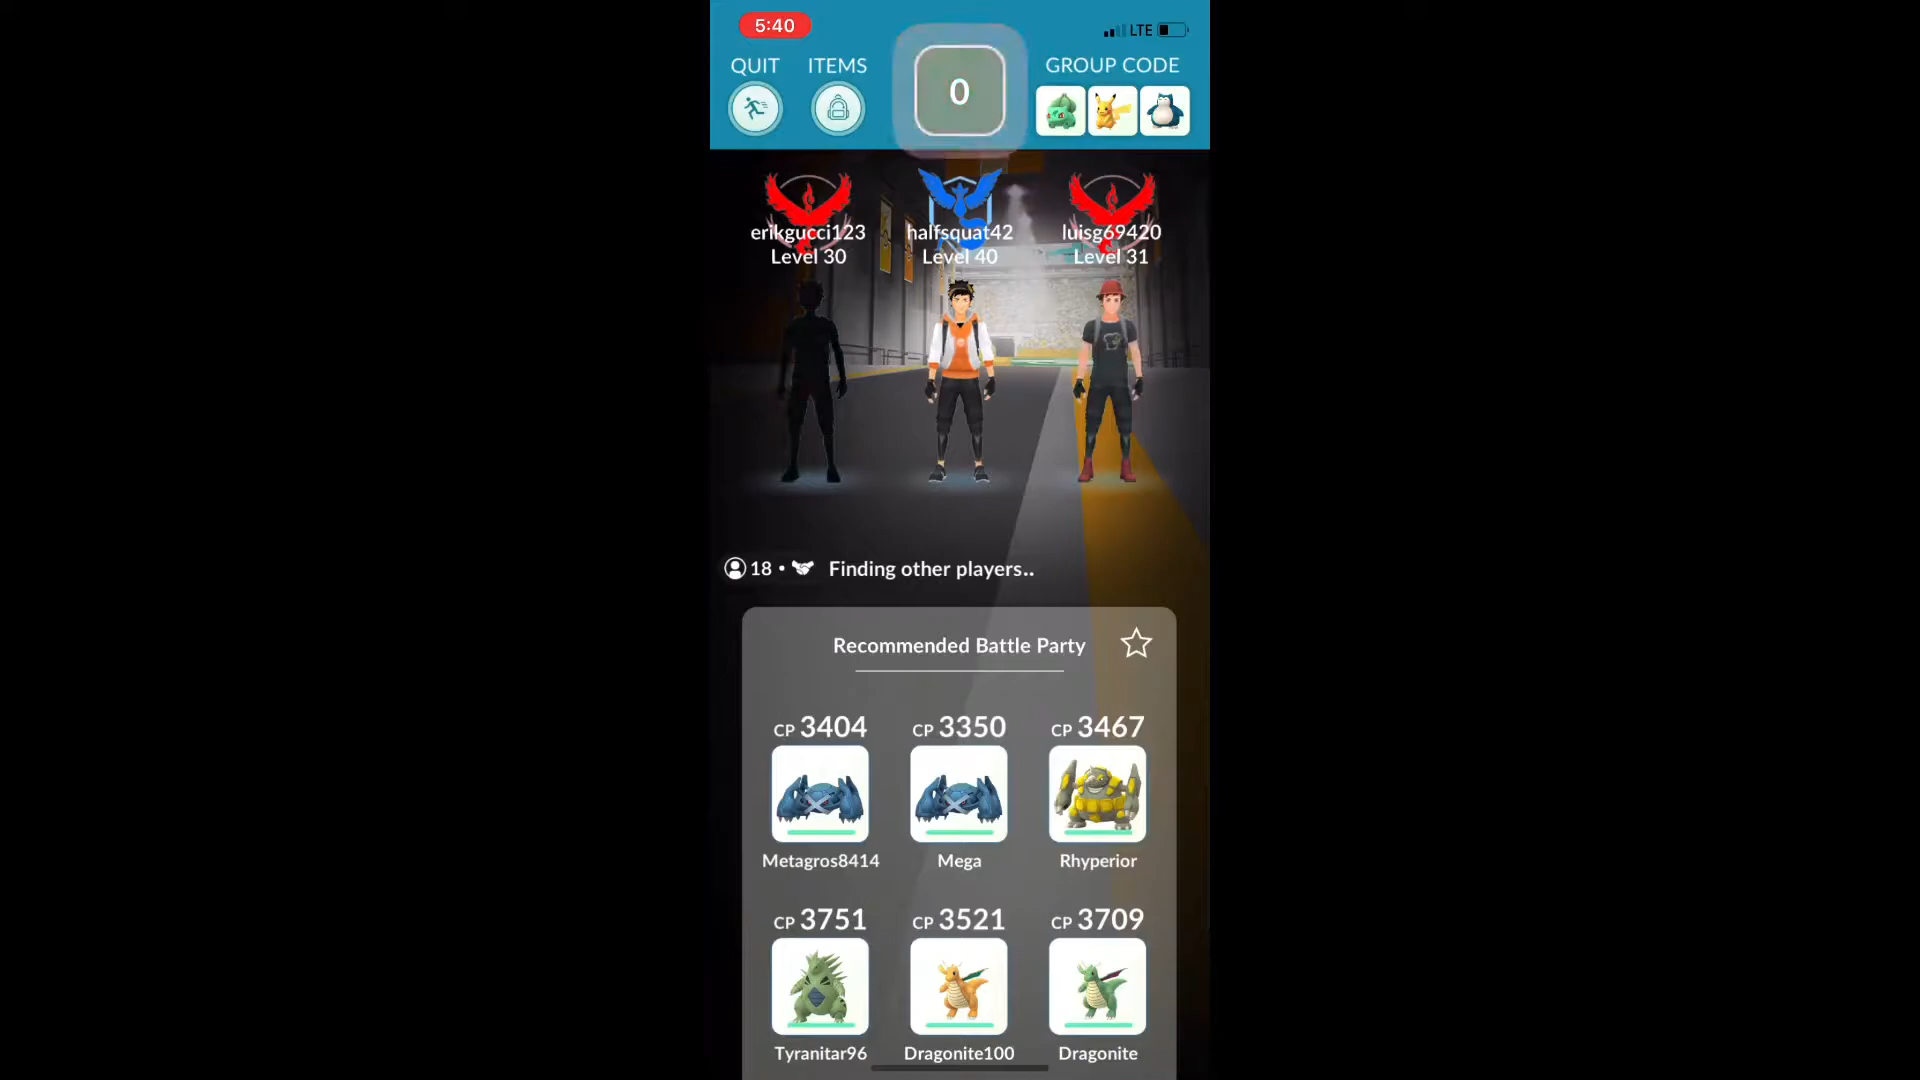 5:40
LTE
QUIT ITEMS
0
GROUP CODE
erikgucci123
Level 30
halfsquat42
Level 40
luisg69420
Level 31
18 • Finding other players..
Recommended Battle Party
CP 3404 CP 3350 CP 3467
Metagros8414 Mega Rhyperior
CP 3751 CP 3521 CP 3709
Tyranitar96 Dragonite100 Dragonite